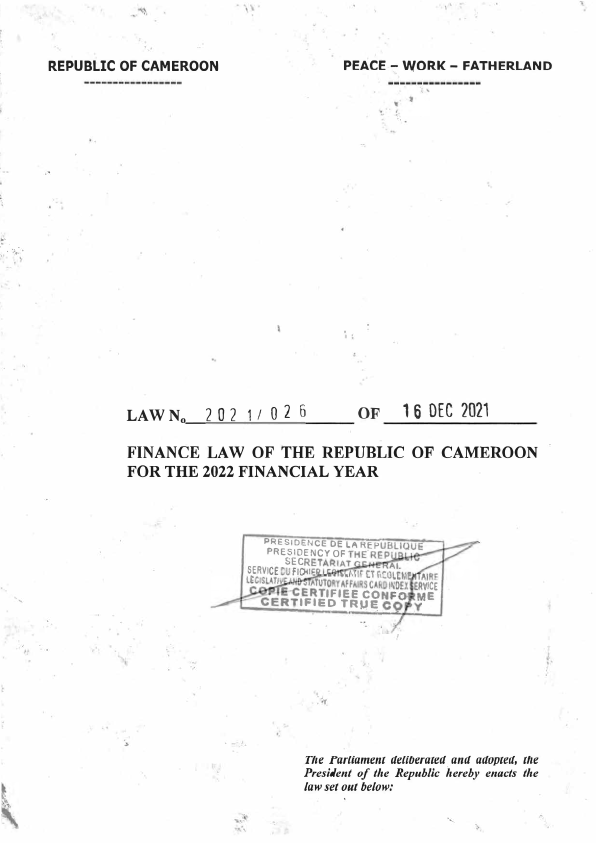 REPUBLIC OF CAMEROON
PEACE – WORK – FATHERLAND
-----------------
----------------
LAW No 2021/026 OF 16 DEC 2021
FINANCE LAW OF THE REPUBLIC OF CAMEROON
FOR THE 2022 FINANCIAL YEAR
PRESIDENCE DE LA REPUBLIQUE
PRESIDENCY OF THE REPUBLIC
SECRETARIAT GENERAL
SERVICE DU FICHIER LEGISLATIF ET REGLEMENTAIRE
LEGISLATIVE AND STATUTORY AFFAIRS CARD INDEX SERVICE
COPIE CERTIFIEE CONFORME
CERTIFIED TRUE COPY
The Parliament deliberated and adopted, the
President of the Republic hereby enacts the
law set out below: